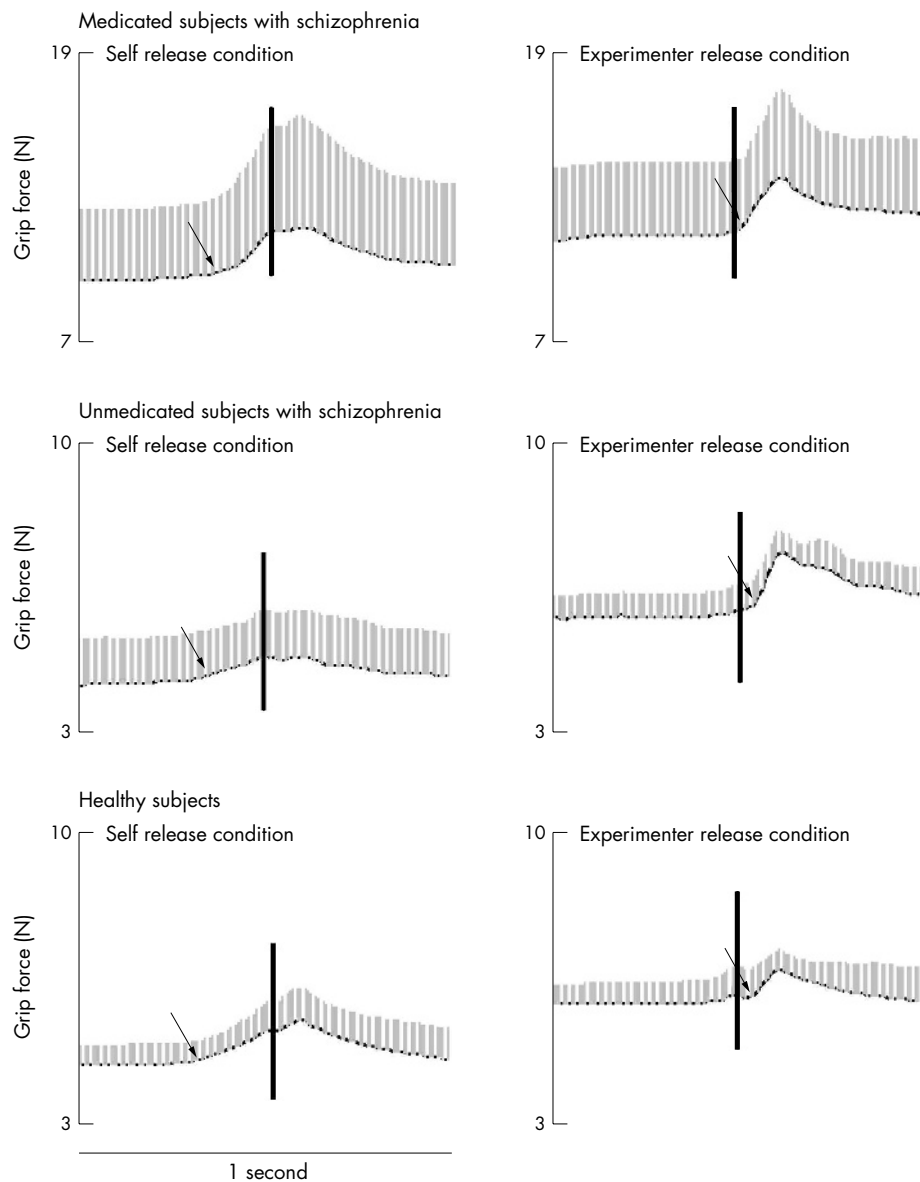 Medicated subjects with schizophrenia
19
Self release condition
19
Experimenter release condition
Grip force (N)
7
7
Unmedicated subjects with schizophrenia
10
Self release condition
10
Experimenter release condition
Grip force (N)
3
3
Healthy subjects
10
Self release condition
10
Experimenter release condition
Grip force (N)
3
3
1 second